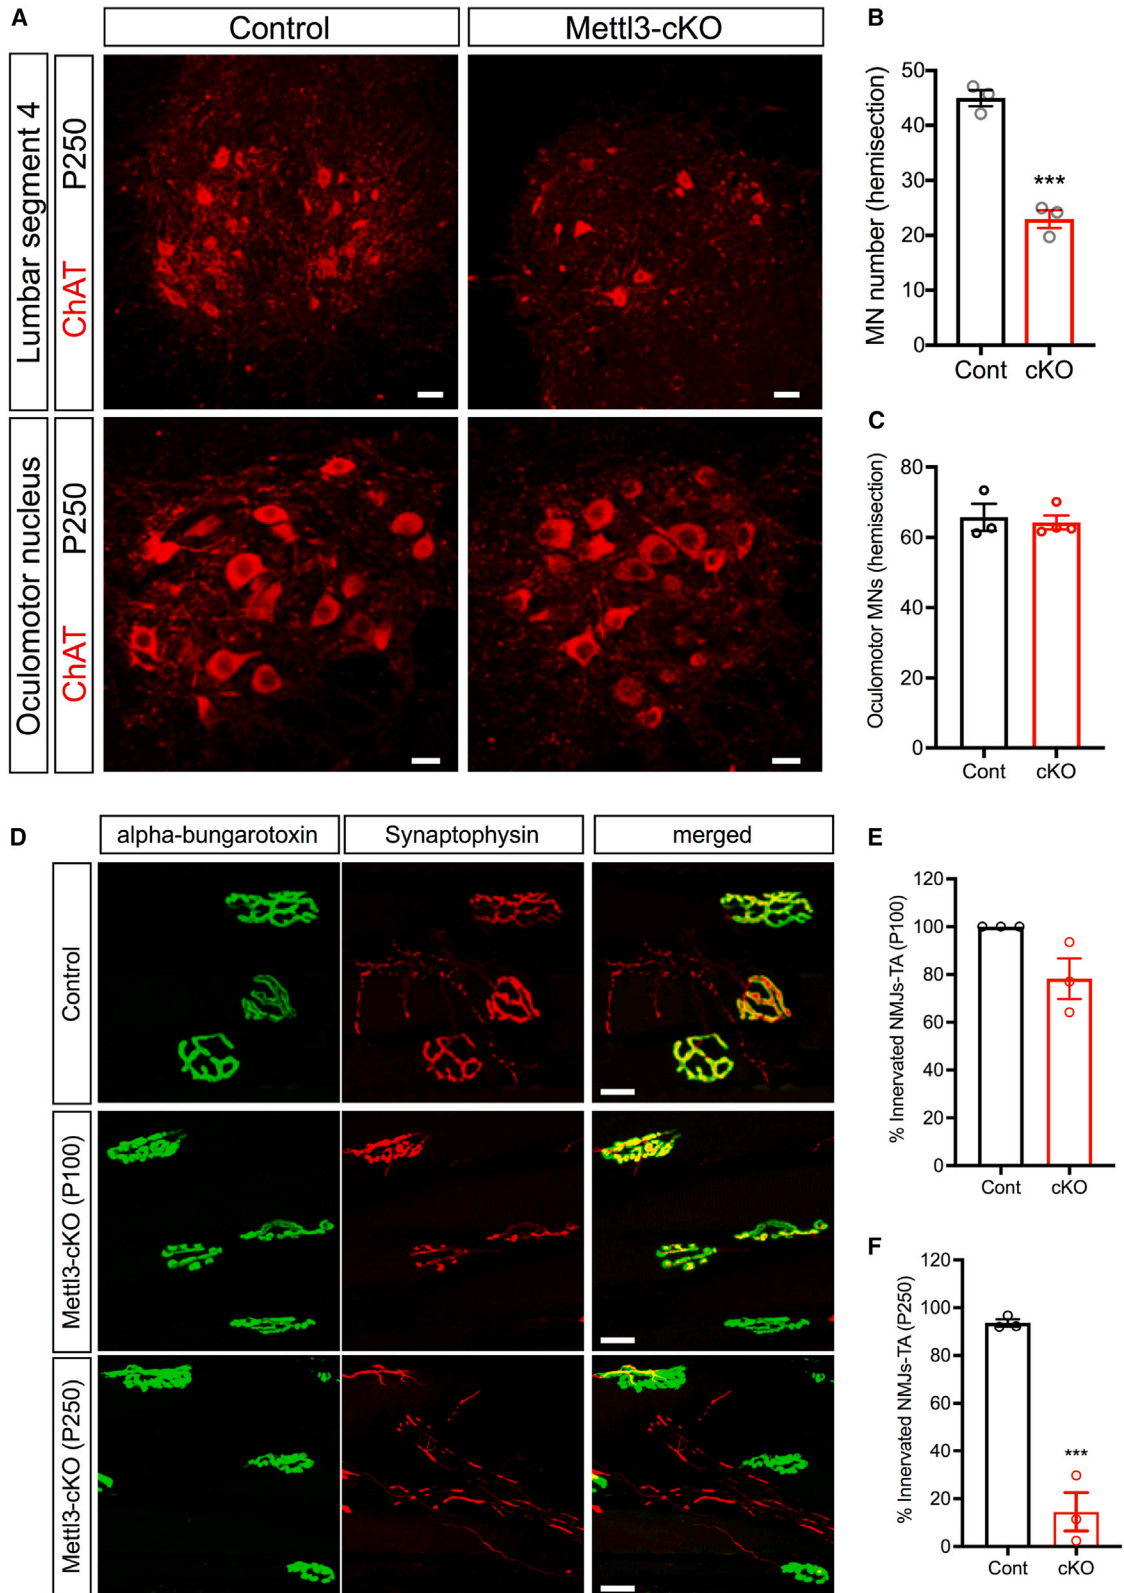 A
Control
Mettl3-cKO
Lumbar segment 4
P250
ChAT
Oculomotor nucleus
P250
ChAT
B
MN number (hemisection)
50
40
30
20
10
0
***
Cont
cKO
C
Oculomotor MNs (hemisection)
80
60
40
20
0
Cont
cKO
D
alpha-bungarotoxin
Synaptophysin
merged
Control
Mettl3-cKO (P100)
Mettl3-cKO (P250)
E
% Innervated NMJs-TA (P100)
120
100
80
60
40
20
0
Cont
cKO
F
% Innervated NMJs-TA (P250)
120
100
80
60
40
20
0
***
Cont
cKO